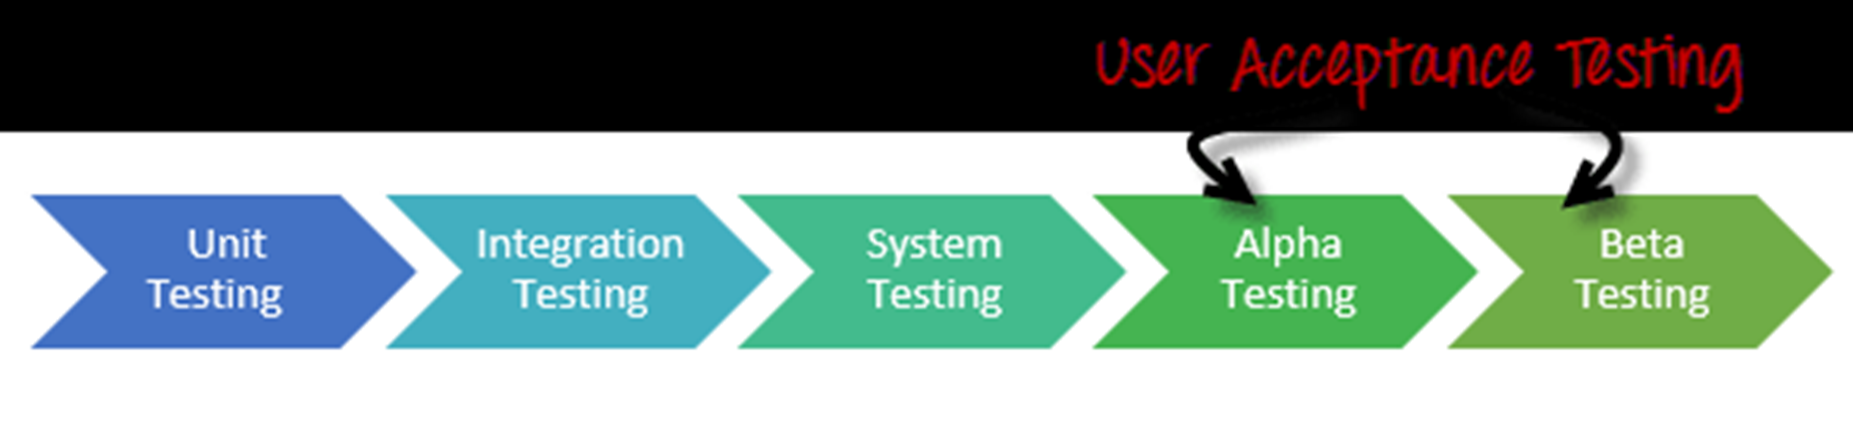 User Acceptance Testing
Unit
Testing
Integration
Testing
System
Testing
Alpha
Testing
Beta
Testing